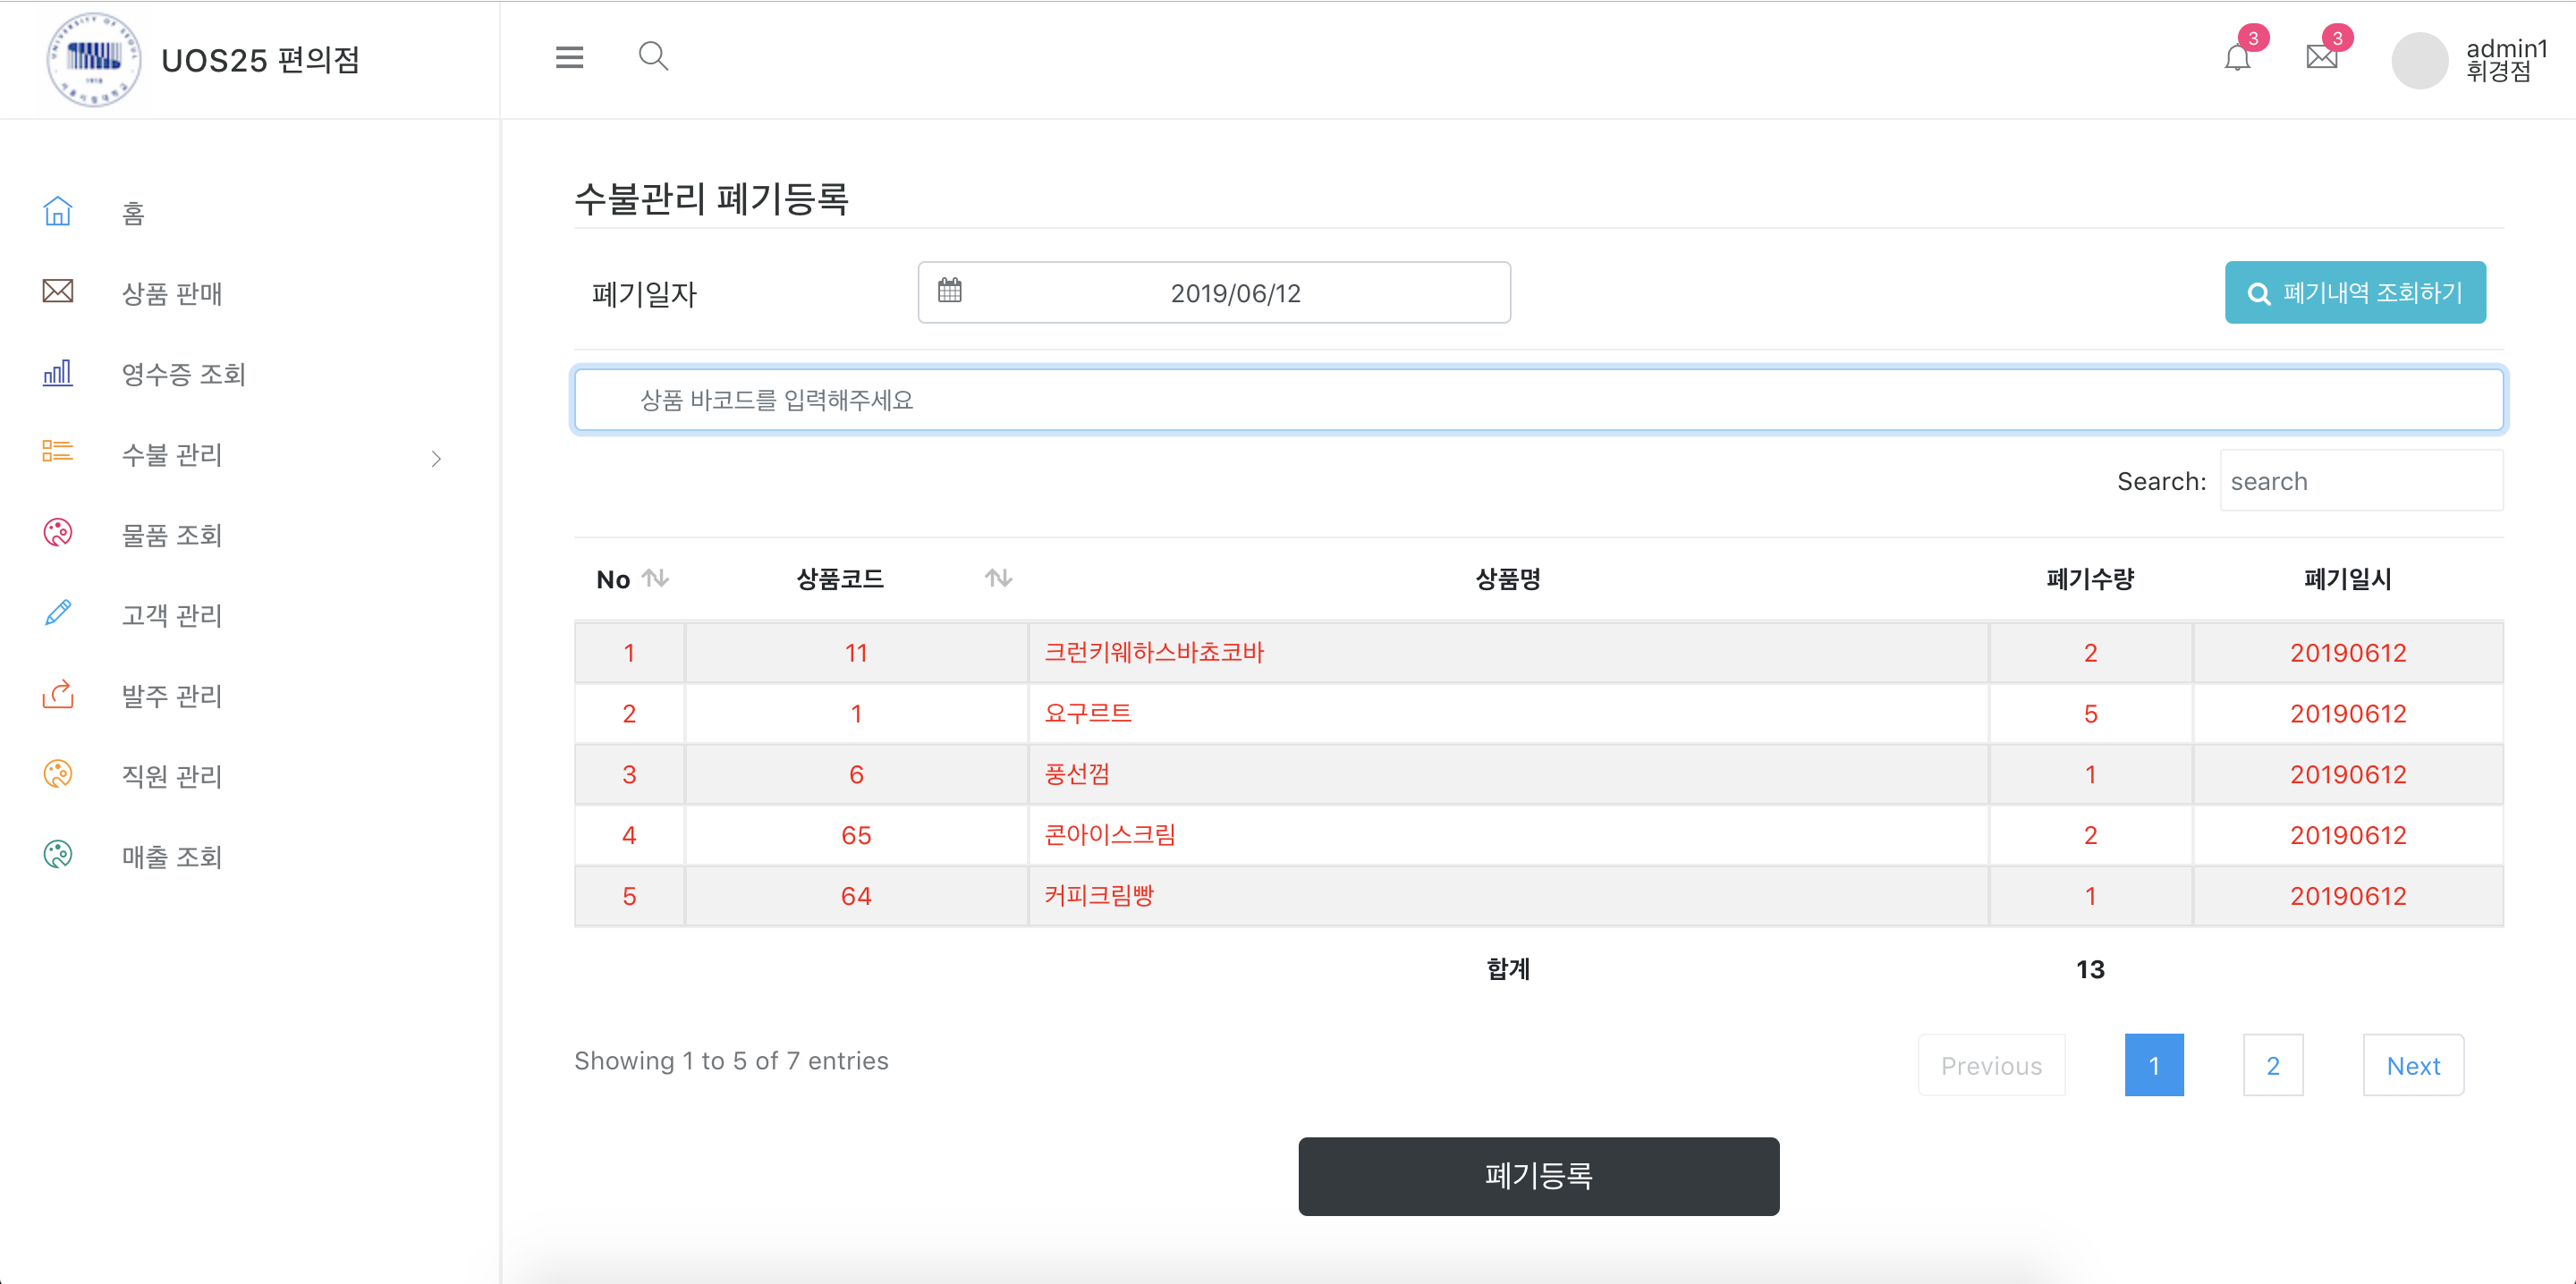 UOS25 편의점
3
3
admin1
휘경점
홈
상품 판매
영수증 조회
수불 관리
물품 조회
고객 관리
발주 관리
직원 관리
매출 조회
수불관리 폐기등록
폐기일자
2019/06/12
폐기내역 조회하기
상품 바코드를 입력해주세요
Search: search
No 상품코드 상품명 폐기수량 폐기일시
1 11 크런키웨하스바쵸코바 2 20190612
2 1 요구르트 5 20190612
3 6 풍선껌 1 20190612
4 65 콘아이스크림 2 20190612
5 64 커피크림빵 1 20190612
합계 13
Showing 1 to 5 of 7 entries
Previous 1 2 Next
폐기등록